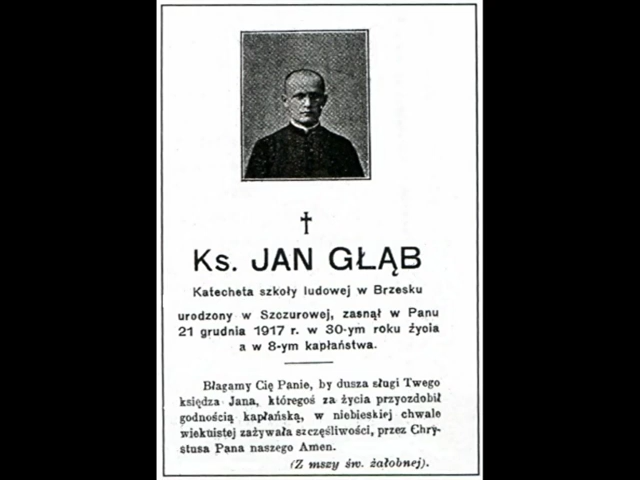 Ks. JAN GŁĄB
Katecheta szkoły ludowej w Brzesku
urodzony w Szczurowej, zasnął w Panu
21 grudnia 1917 r. w 30-ym roku życia
a w 8-ym kapłaństwa.
Błagamy Cię Panie, by dusza sługi Twego
księdza Jana, któregoś za życia przyozdobił
godnością kapłańską, w niebieskiej chwale
wiekuistej zażywała szczęśliwości, przez Chry-
stusa Pana naszego Amen.
(Z mszy św. żałobnej).